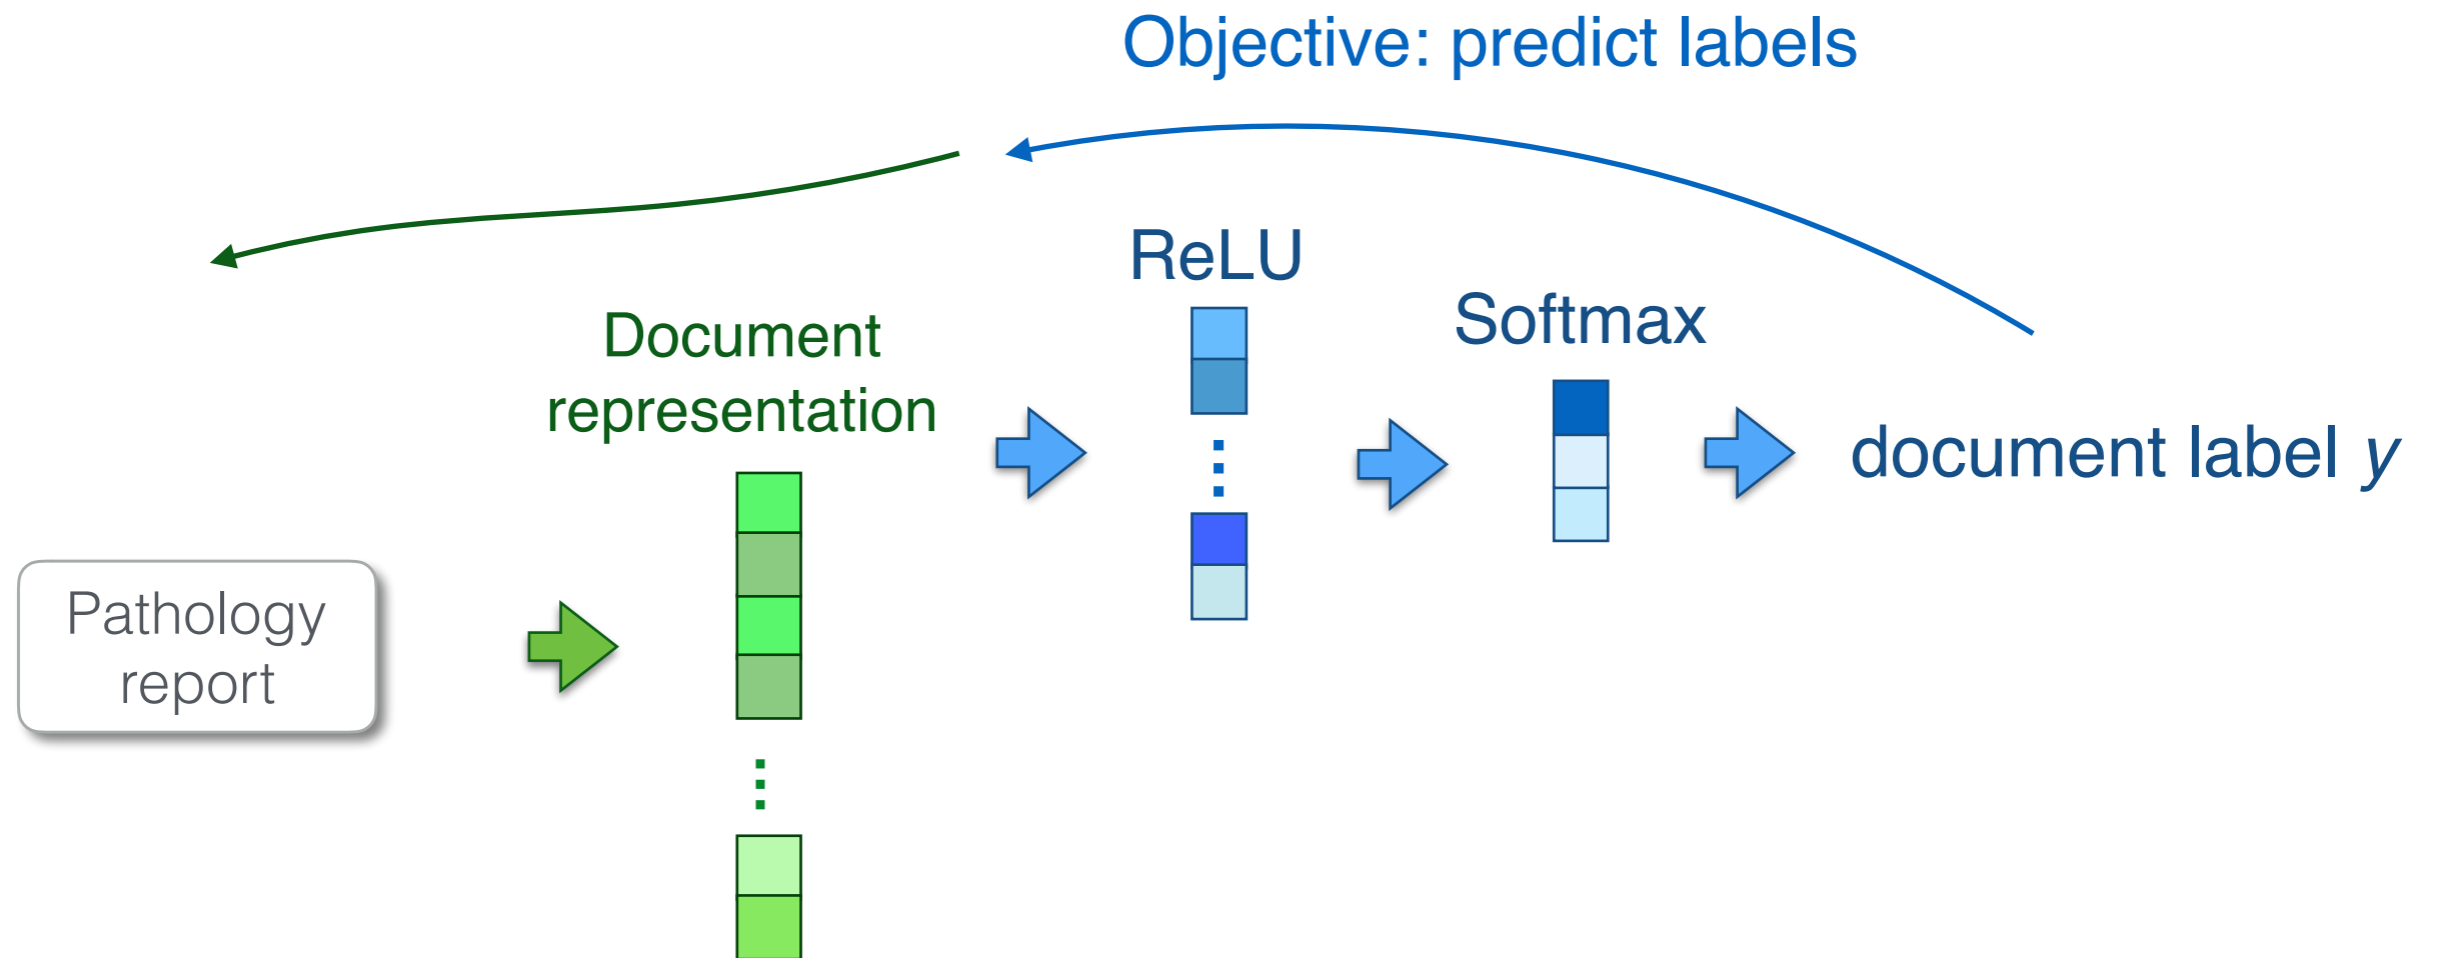 Objective: predict labels
ReLU
Softmax
Document
representation
document label y
Pathology
report